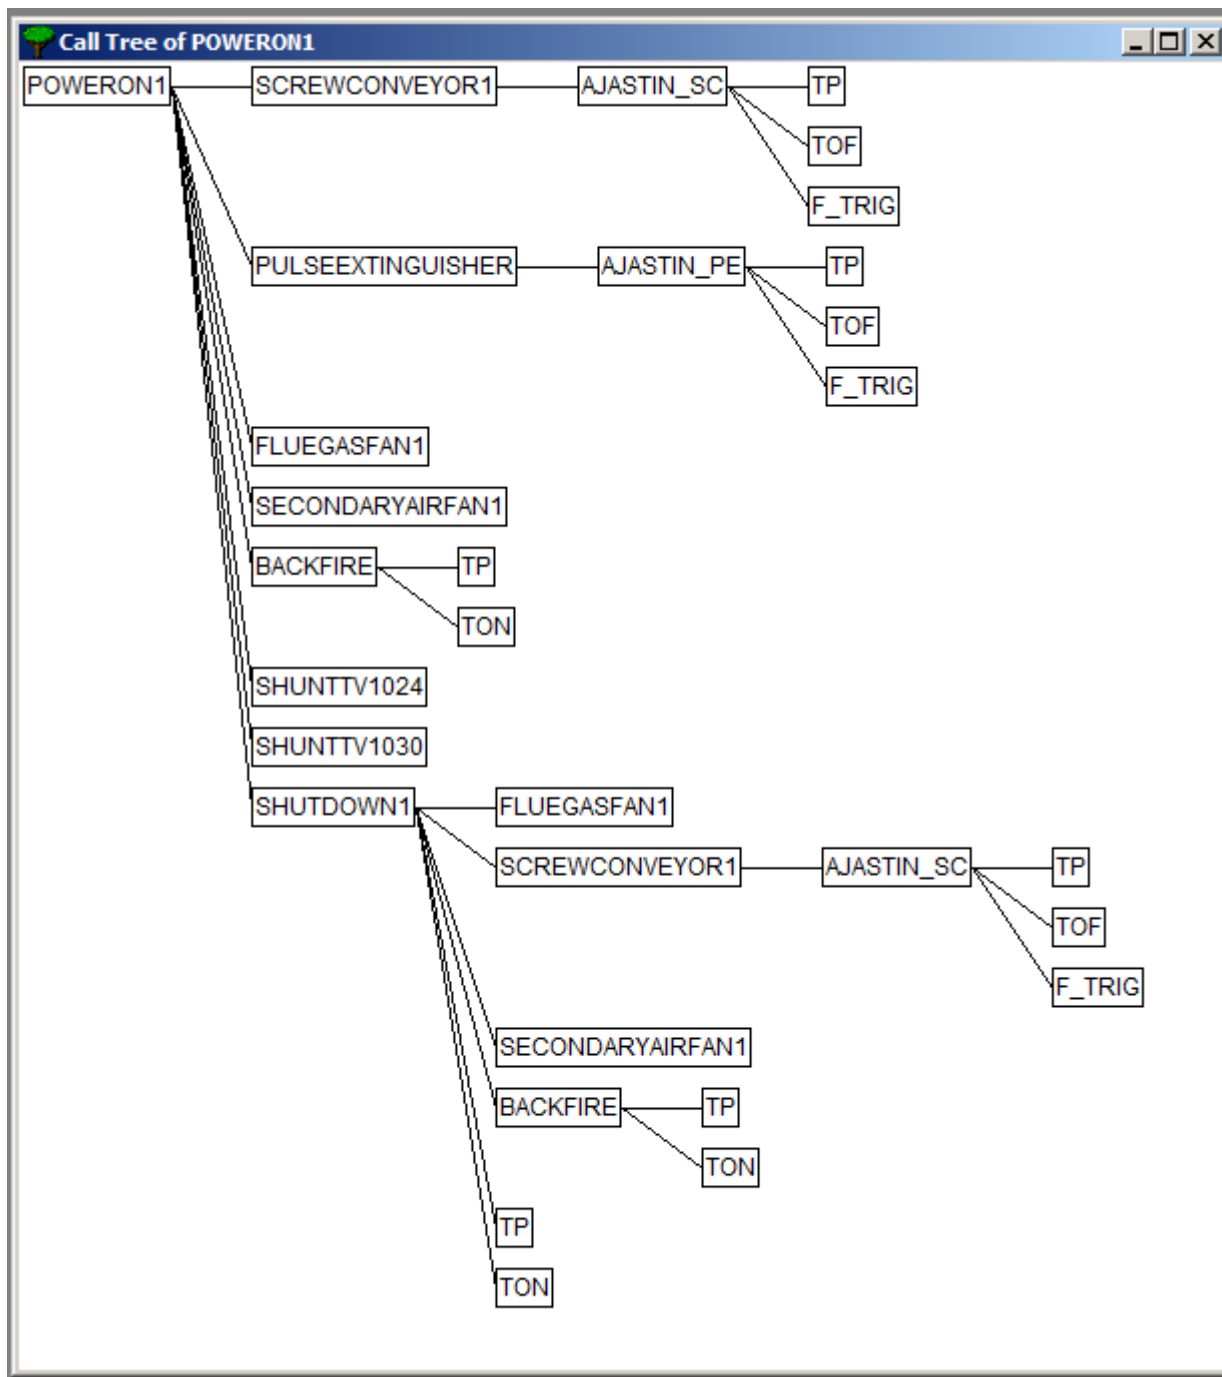 Call Tree of POWERON1
POWERON1 SCREWCONVEYOR1 AJASTIN_SC TP
TOF
F_TRIG
PULSEEXTINGUISHER AJASTIN_PE TP
TOF
F_TRIG
FLUEGASFAN1
SECONDARYAIRFAN1
BACKFIRE TP
TON
SHUNTTV1024
SHUNTTV1030
SHUTDOWN1 FLUEGASFAN1
SCREWCONVEYOR1 AJASTIN_SC TP
TOF
F_TRIG
SECONDARYAIRFAN1
BACKFIRE TP
TON
TP
TON